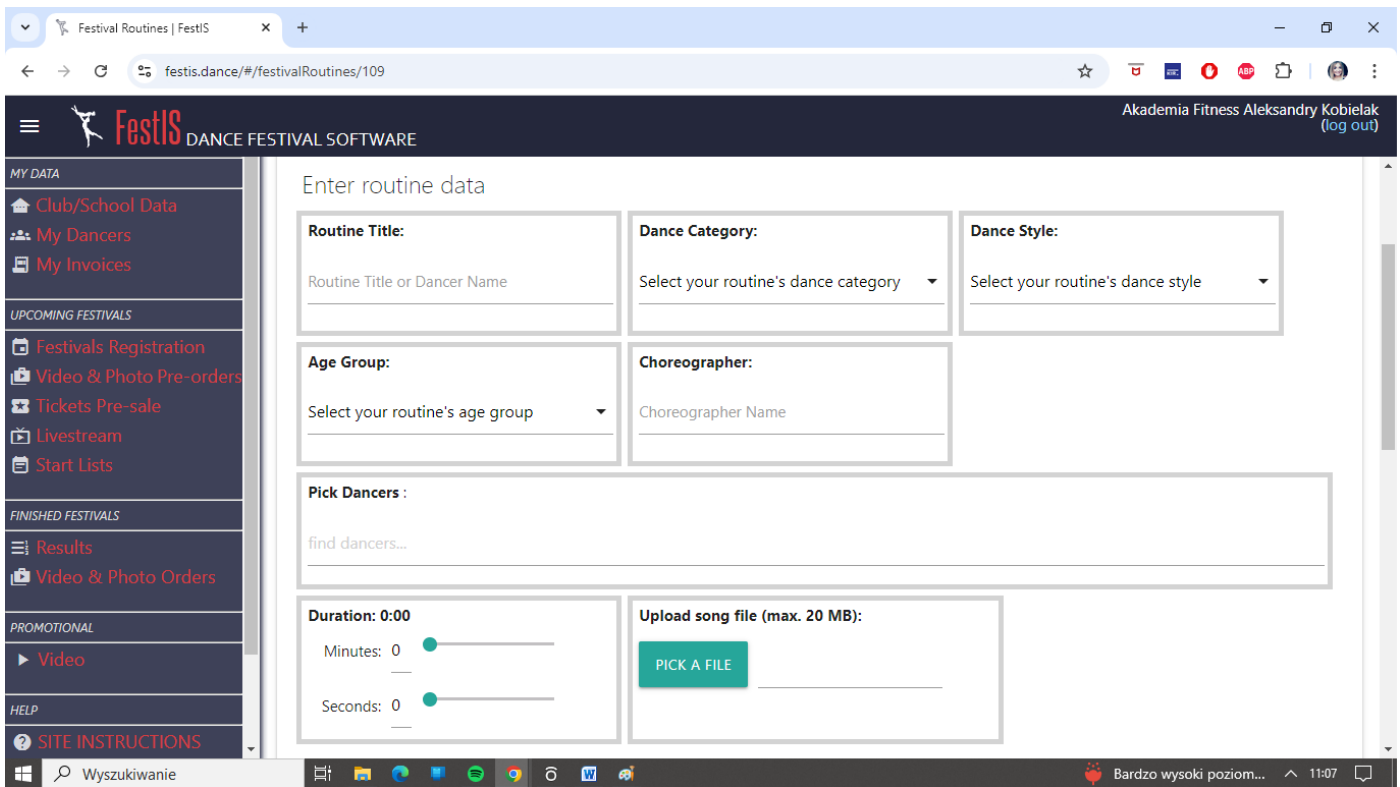 Festival Routines | FestIS
festis.dance/#/festivalRoutines/109
ABP
FestIS DANCE FESTIVAL SOFTWARE
Akademia Fitness Aleksandry Kobielak
(log out)
MY DATA
Club/School Data
My Dancers
My Invoices
UPCOMING FESTIVALS
Festivals Registration
Video & Photo Pre-orders
Tickets Pre-sale
Livestream
Start Lists
FINISHED FESTIVALS
Results
Video & Photo Orders
PROMOTIONAL
Video
HELP
SITE INSTRUCTIONS
Enter routine data
Routine Title:
Routine Title or Dancer Name
Dance Category:
Select your routine's dance category
Dance Style:
Select your routine's dance style
Age Group:
Select your routine's age group
Choreographer:
Choreographer Name
Pick Dancers :
find dancers...
Duration: 0:00
Minutes: 0
Seconds: 0
Upload song file (max. 20 MB):
PICK A FILE
Wyszukiwanie
W
Bardzo wysoki poziom...
11:07